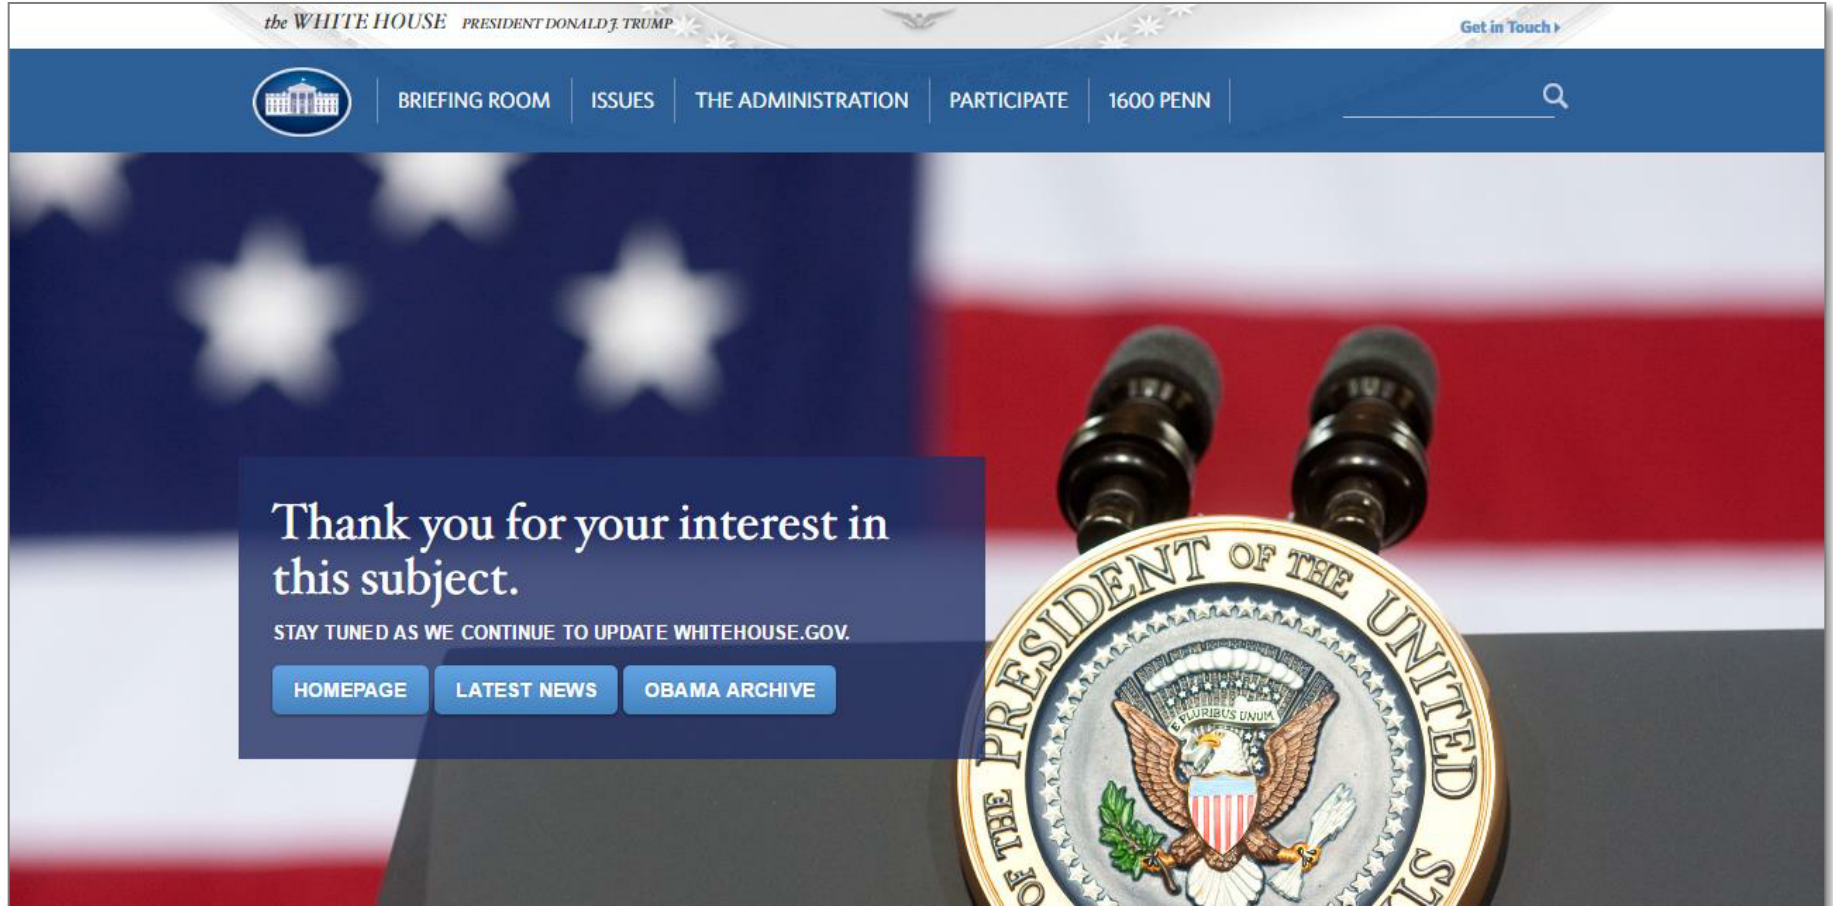 the WHITE HOUSE PRESIDENT DONALD J. TRUMP
Get in Touch
BRIEFING ROOM ISSUES THE ADMINISTRATION PARTICIPATE 1600 PENN
Thank you for your interest in
this subject.
STAY TUNED AS WE CONTINUE TO UPDATE WHITEHOUSE.GOV.
HOMEPAGE LATEST NEWS OBAMA ARCHIVE
OF THE PRESIDENT OF THE UNITED
E PLURIBUS UNUM